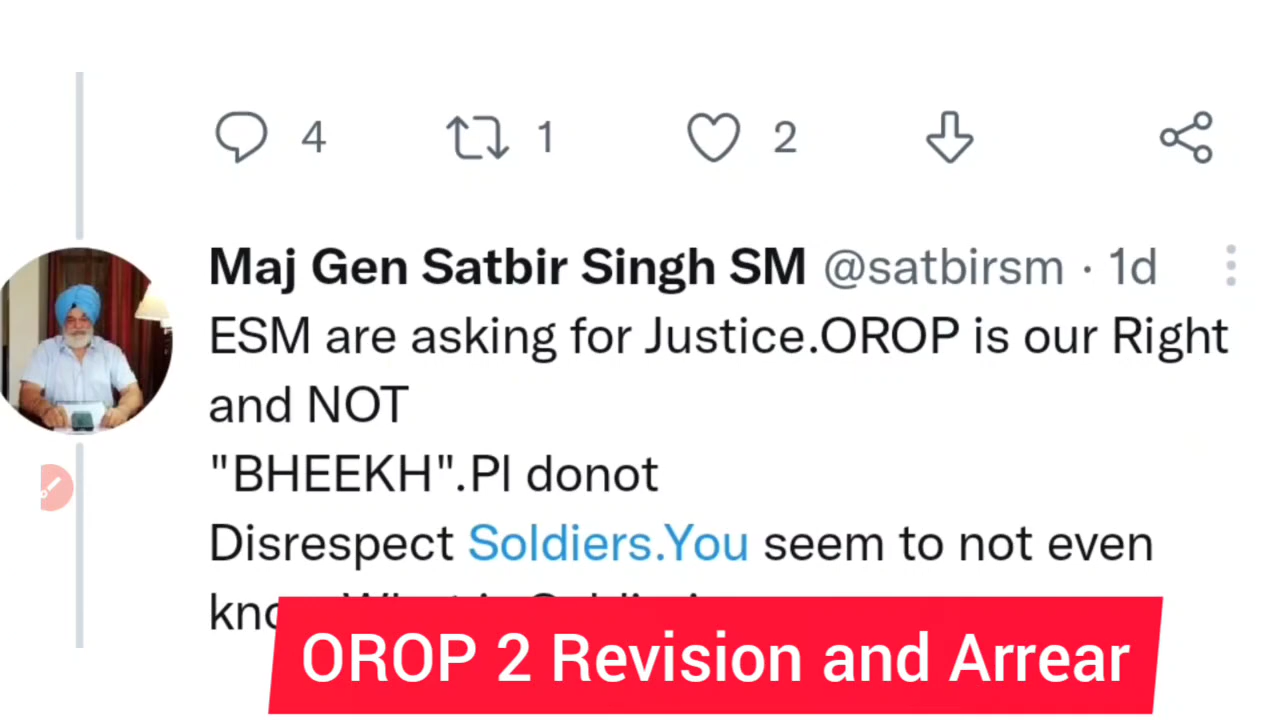 4 1 2
Maj Gen Satbir Singh SM @satbirsm · 1d
ESM are asking for Justice.OROP is our Right
and NOT
"BHEEKH".Pl donot
Disrespect Soldiers.You seem to not even
OROP 2 Revision and Arrear